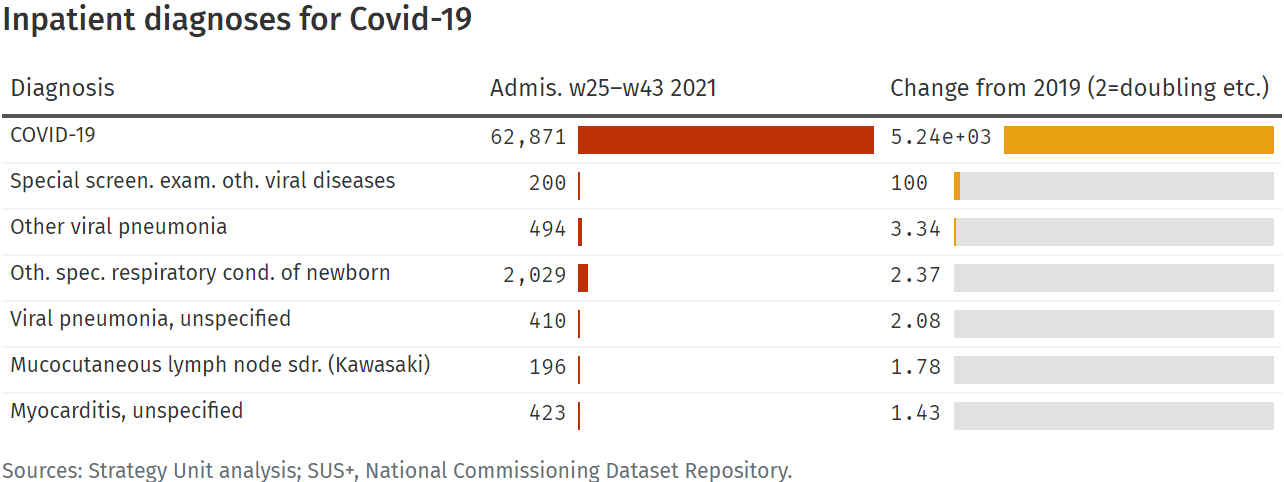 Inpatient diagnoses for Covid-19
Diagnosis Admis. w25–w43 2021 Change from 2019 (2=doubling etc.)
COVID-19 62,871 5.24e+03
Special screen. exam. oth. viral diseases 200 100
Other viral pneumonia 494 3.34
Oth. spec. respiratory cond. of newborn 2,029 2.37
Viral pneumonia, unspecified 410 2.08
Mucocutaneous lymph node sdr. (Kawasaki) 196 1.78
Myocarditis, unspecified 423 1.43
Sources: Strategy Unit analysis; SUS+, National Commissioning Dataset Repository.